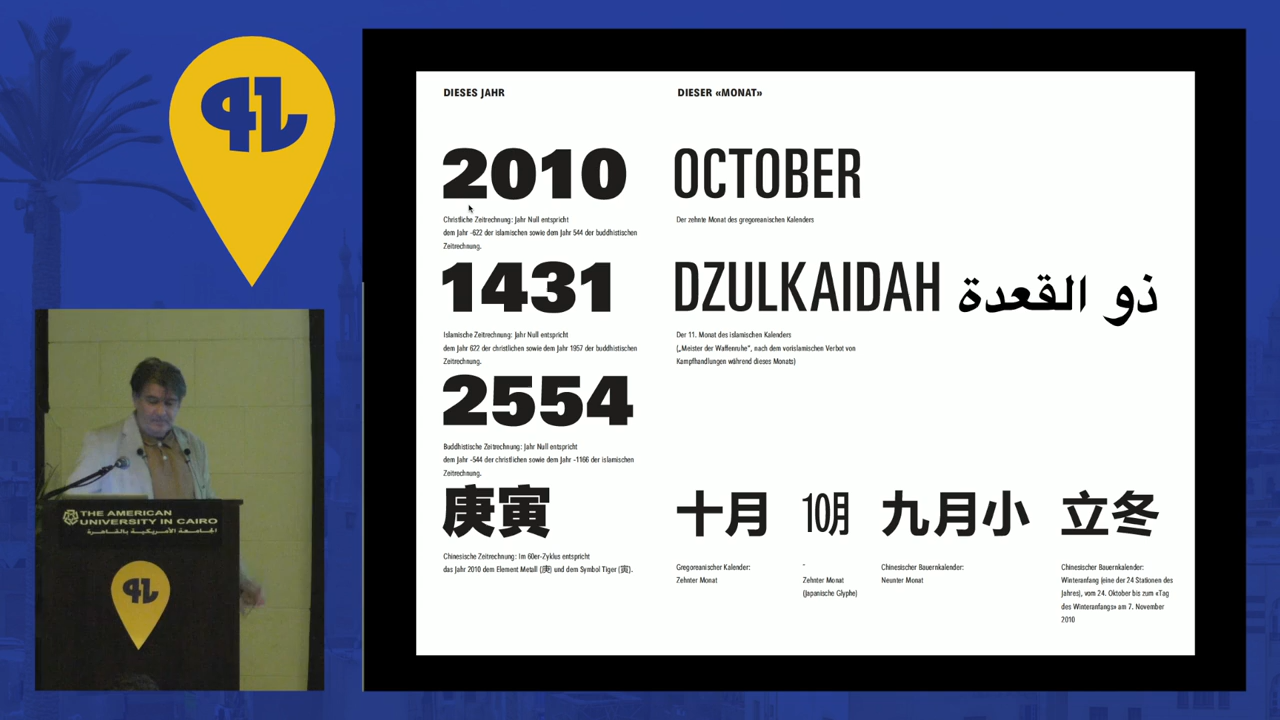 DIESES JAHR
DIESER «MONAT»
2010
Christliche Zeitrechnung: Jahr Null entspricht
dem Jahr -622 der islamischen sowie dem Jahr 544 der buddhistischen
Zeitrechnung.
OCTOBER
Der zehnte Monat des gregoreanischen Kalenders
1431
Islamische Zeitrechnung: Jahr Null entspricht
dem Jahr 622 der christlichen sowie dem Jahr 1957 der buddhistischen
Zeitrechnung.
DZULKAIDAH ذو القعدة
Der 11. Monat des islamischen Kalenders
(„Meister der Waffenruhe“, nach dem vorislamischen Verbot von
Kampfhandlungen während dieses Monats)
2554
Buddhistische Zeitrechnung: Jahr Null entspricht
dem Jahr -544 der christlichen sowie dem Jahr -1166 der islamischen
Zeitrechnung.
庚寅
Chinesische Zeitrechnung: Im 60er-Zyklus entspricht
das Jahr 2010 dem Element Metall (庚) und dem Symbol Tiger (寅).
十月
Gregoreanischer Kalender:
Zehnter Monat
10月
-
Zehnter Monat
(Japanische Glyphe)
九月小
Chinesischer Bauernkalender:
Neunter Monat
立冬
Chinesischer Bauernkalender:
Winteranfang (eine der 24 Stationen des
Jahres), vom 24. Oktober bis zum «Tag
des Winteranfangs» am 7. November
2010
THE AMERICAN
UNIVERSITY IN CAIRO
الجامعة الأمريكية بالقاهرة